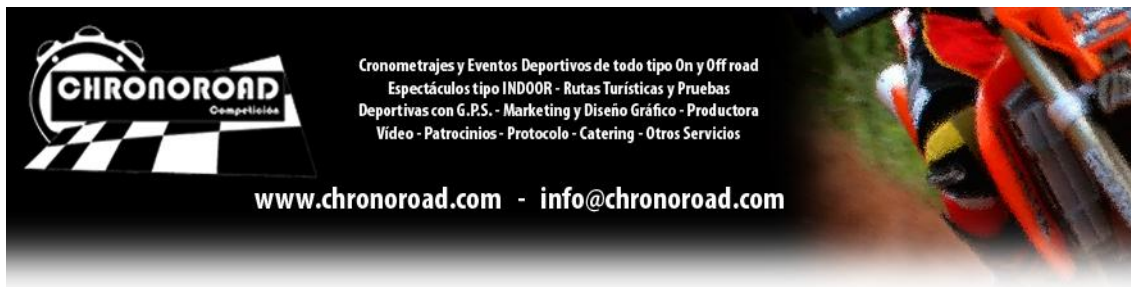 CHRONOROAD
Competición
Cronometrajes y Eventos Deportivos de todo tipo On y Off road
Espectáculos tipo INDOOR - Rutas Turísticas y Pruebas
Deportivas con G.P.S. - Marketing y Diseño Gráfico - Productora
Vídeo - Patrocinios - Protocolo - Catering - Otros Servicios
www.chronoroad.com - info@chronoroad.com